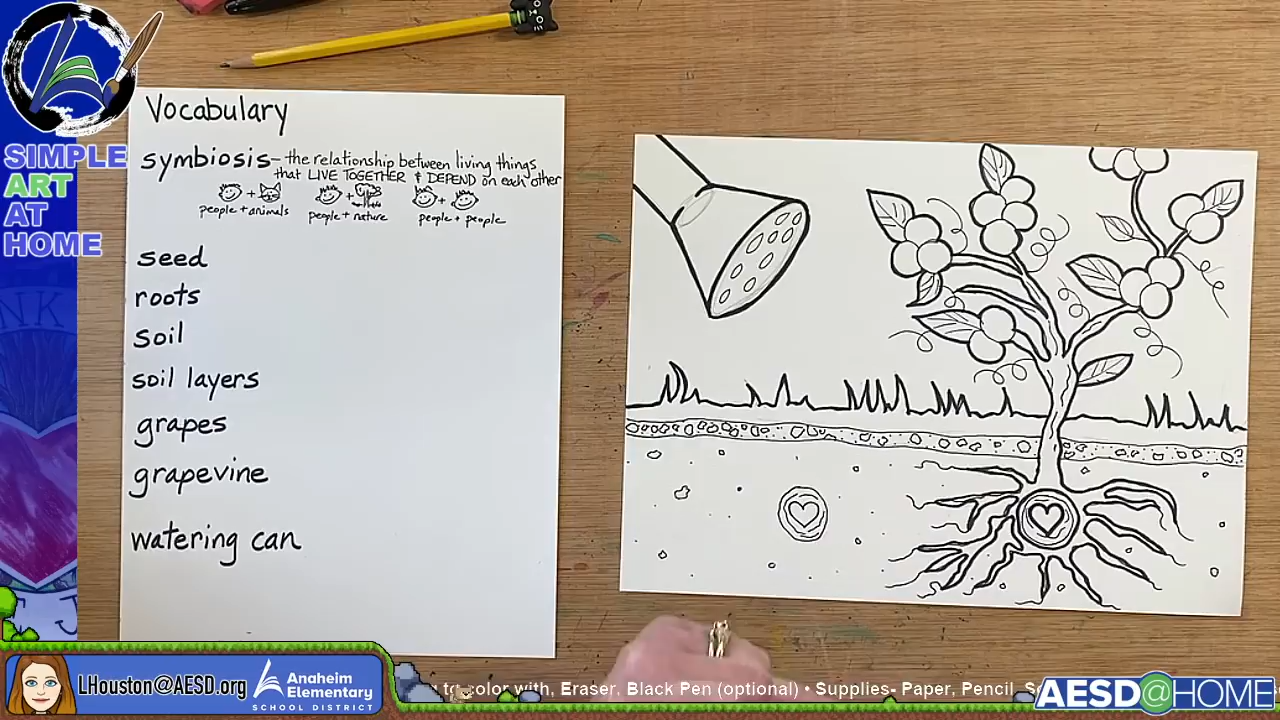 SIMPLE
ART
AT
HOME
Vocabulary
symbiosis - the relationship between living things
that LIVE TOGETHER & DEPEND on each other
people + animals
people + nature
people + people
seed
roots
soil
soil layers
grapes
grapevine
watering can
NK
LHouston@AESD.org
Anaheim
Elementary
SCHOOL DISTRICT
to color with, Eraser, Black Pen (optional) • Supplies- Paper, Pencil,
AESD@HOME